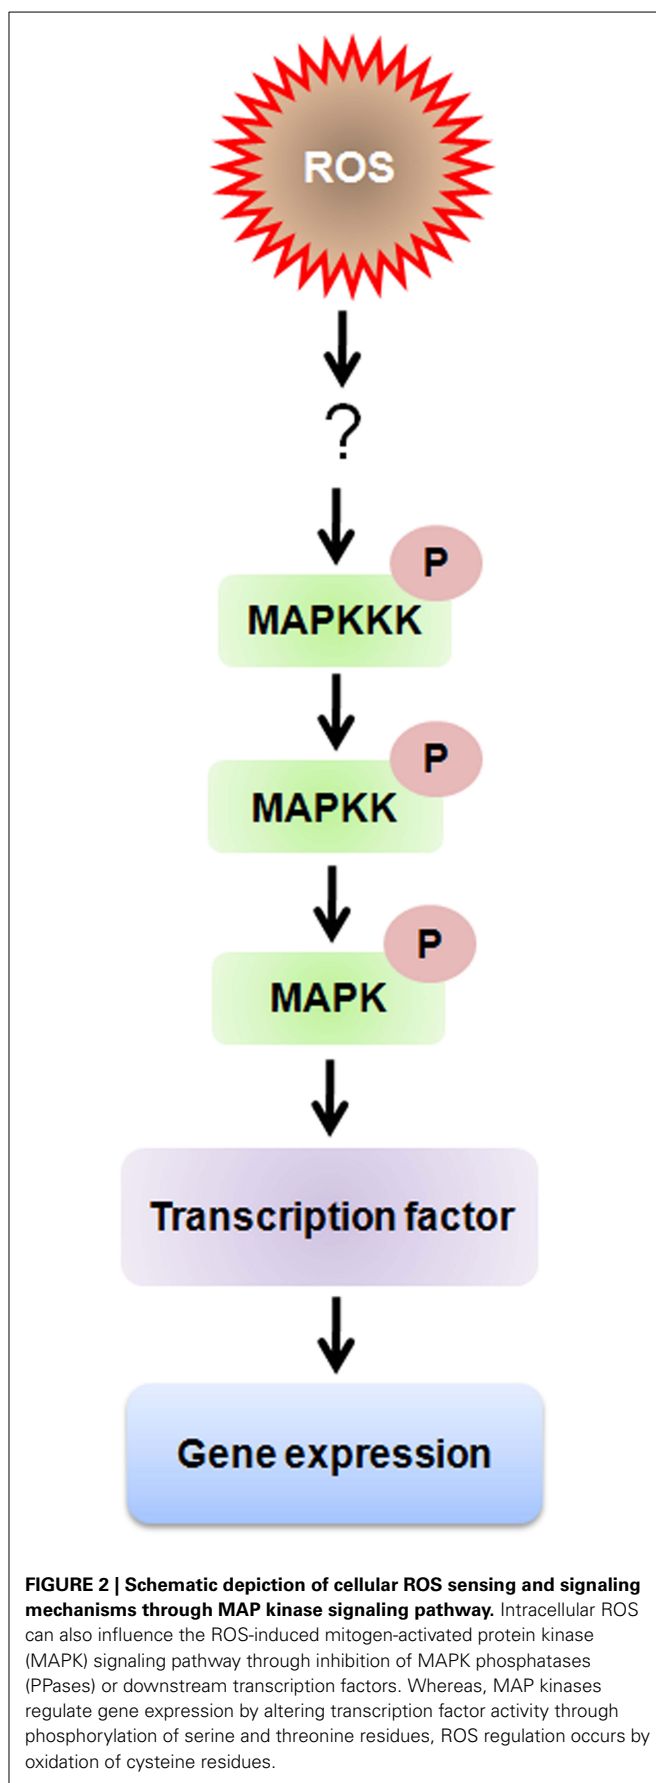 ROS
?
P
MAPKKK
P
MAPKK
P
MAPK
Transcription factor
Gene expression
FIGURE 2 | Schematic depiction of cellular ROS sensing and signaling
mechanisms through MAP kinase signaling pathway. Intracellular ROS
can also influence the ROS-induced mitogen-activated protein kinase
(MAPK) signaling pathway through inhibition of MAPK phosphatases
(PPases) or downstream transcription factors. Whereas, MAP kinases
regulate gene expression by altering transcription factor activity through
phosphorylation of serine and threonine residues, ROS regulation occurs by
oxidation of cysteine residues.